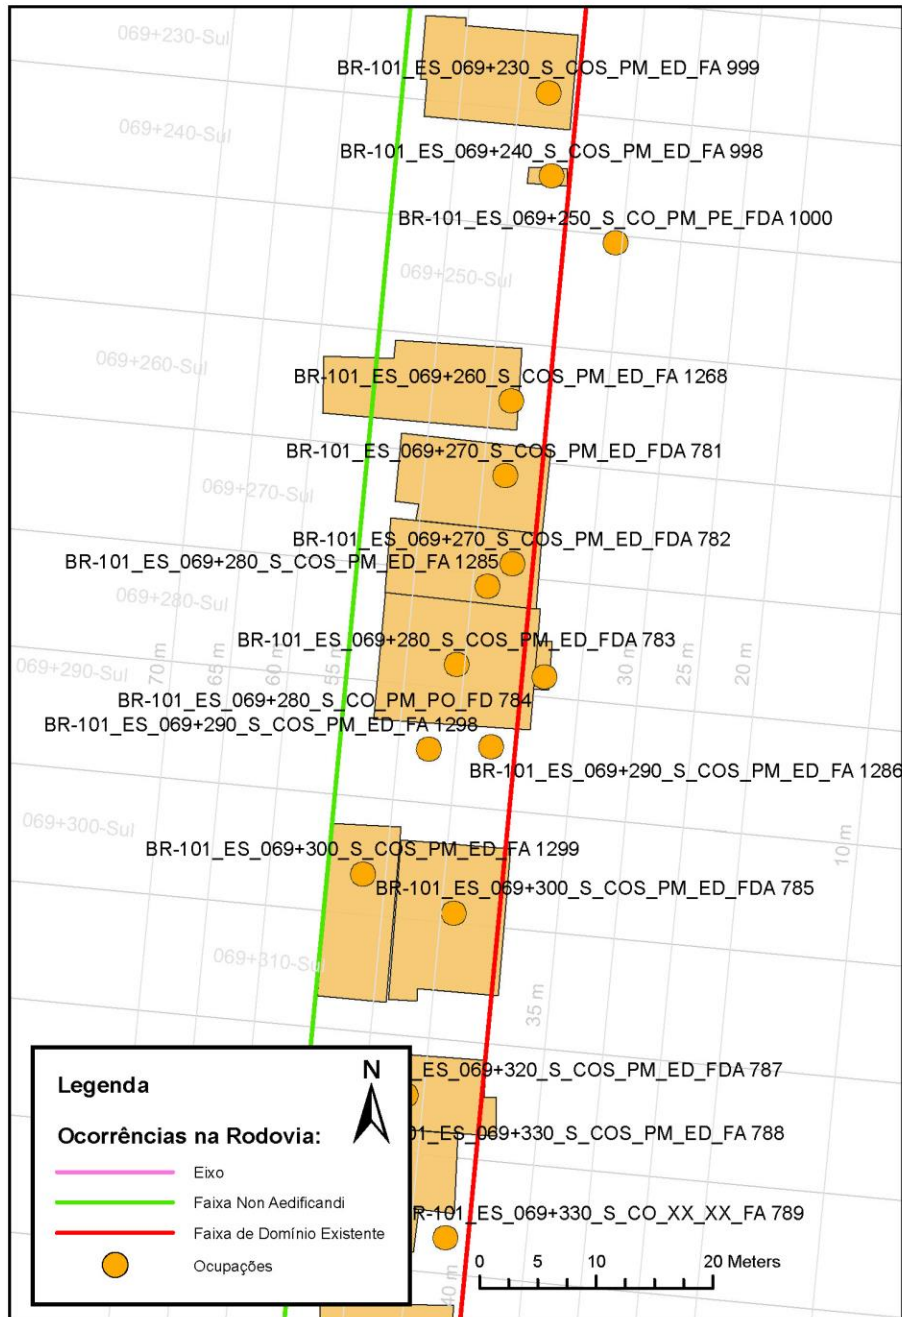 069+230-Sul
BR-101_ES_069+230_S_COS_PM_ED_FA 999
069+240-Sul
BR-101_ES_069+240_S_COS_PM_ED_FA 998
BR-101_ES_069+250_S_CO_PM_PE_FDA 1000
069+250-Sul
069+260-Sul
BR-101_ES_069+260_S_COS_PM_ED_FA 1268
BR-101_ES_069+270_S_COS_PM_ED_FDA 781
069+270-Sul
BR-101_ES_069+270_S_COS_PM_ED_FDA 782
BR-101_ES_069+280_S_COS_PM_ED_FA 1285
069+280-Sul
BR-101_ES_069+280_S_COS_PM_ED_FDA 783
069+290-Sul
70 m
65 m
60 m
55 m
30 m
25 m
20 m
BR-101_ES_069+280_S_CO_PM_PO_FD 784
BR-101_ES_069+290_S_COS_PM_ED_FA 1298
BR-101_ES_069+290_S_COS_PM_ED_FA 1286
069+300-Sul
10 m
BR-101_ES_069+300_S_COS_PM_ED_FA 1299
BR-101_ES_069+300_S_COS_PM_ED_FDA 785
069+310-Sul
35 m
_ES_069+320_S_COS_PM_ED_FDA 787
01_ES_069+330_S_COS_PM_ED_FA 788
R-101_ES_069+330_S_CO_XX_XX_FA 789
40 m
0 5 10 20 Meters
Legenda
N
Ocorrências na Rodovia:
Eixo
Faixa Non Aedificandi
Faixa de Domínio Existente
Ocupações